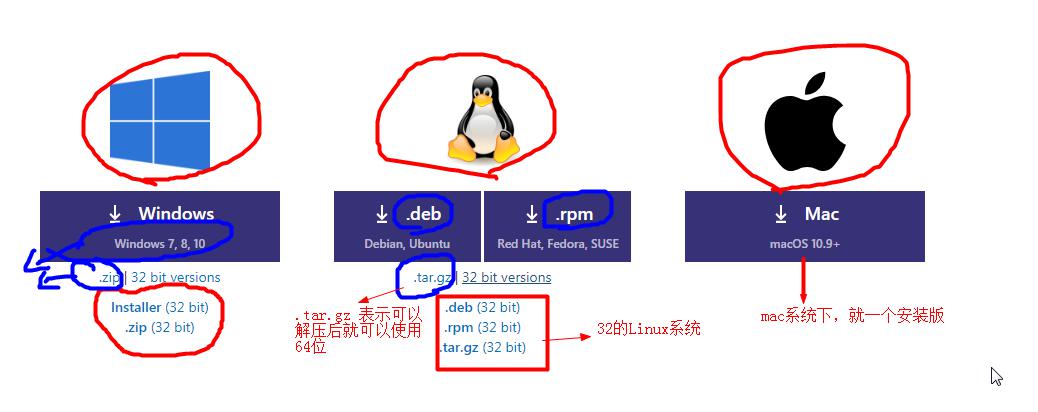 Windows
Windows 7, 8, 10
.zip | 32 bit versions
Installer (32 bit)
.zip (32 bit)
.deb
Debian, Ubuntu
.rpm
Red Hat, Fedora, SUSE
.tar.gz | 32 bit versions
.deb (32 bit)
.rpm (32 bit)
.tar.gz (32 bit)
.tar.gz 表示可以
解压后就可以使用
64位
32的Linux系统
Mac
macOS 10.9+
mac系统下，就一个安装版